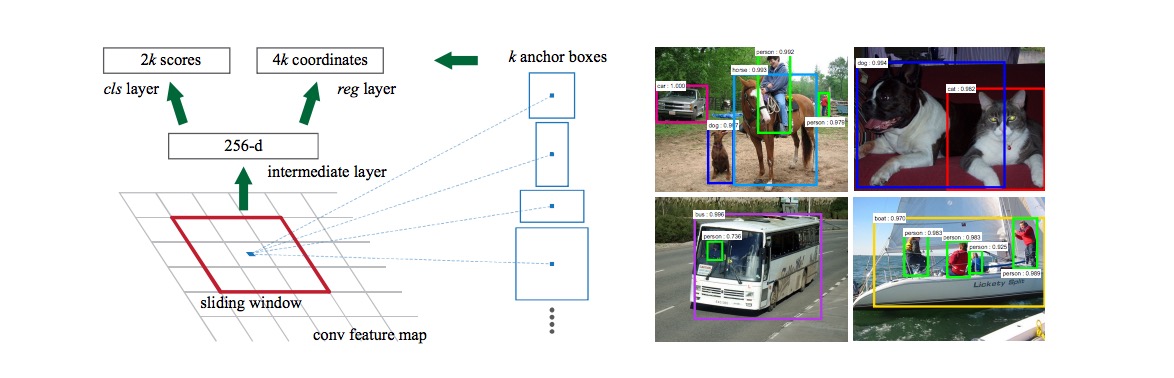 2k scores
4k coordinates
k anchor boxes
cls layer
reg layer
256-d
intermediate layer
sliding window
conv feature map
person : 0.992
horse : 0.993
car : 1.000
dog : 0.997
person : 0.979
dog : 0.994
cat : 0.982
bus : 0.996
person : 0.736
boat : 0.970
person : 0.983
person : 0.983
person : 0.925
person : 0.989
Lickety Split